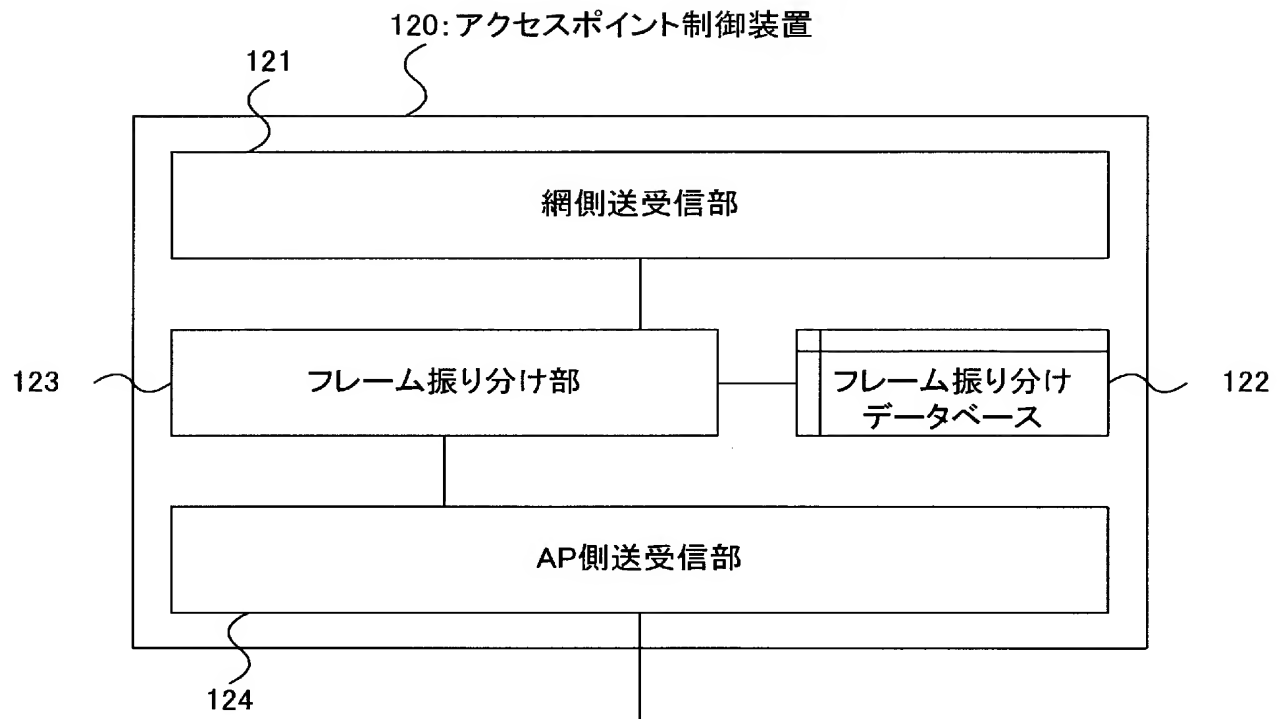 120：アクセスポイント制御装置
121
網側送受信部
123
フレーム振り分け部
フレーム振り分け
データベース
122
AP側送受信部
124